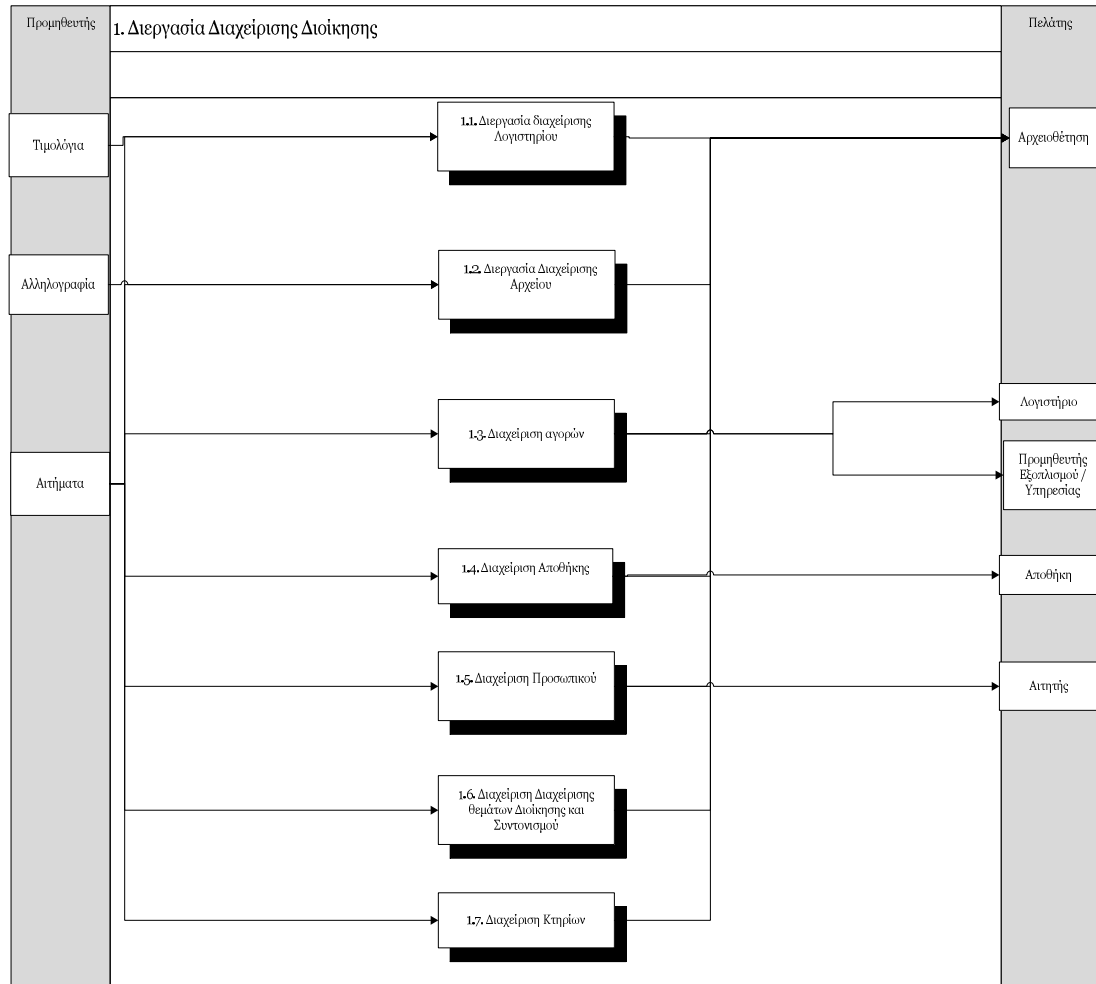 Προμηθευτής
1. Διεργασία Διαχείρισης Διοίκησης
Πελάτης
Τιμολόγια
1.1. Διεργασία διαχείρισης
Λογιστηρίου
Αρχειοθέτηση
Αλληλογραφία
1.2. Διεργασία Διαχείρισης
Αρχείου
Λογιστήριο
1.3. Διαχείριση αγορών
Προμηθευτής
Εξοπλισμού /
Υπηρεσίας
Αιτήματα
1.4. Διαχείριση Αποθήκης
Αποθήκη
1.5. Διαχείριση Προσωπικού
Αιτητής
1.6. Διαχείριση Διαχείρισης
θεμάτων Διοίκησης και
Συντονισμού
1.7. Διαχείριση Κτηρίων